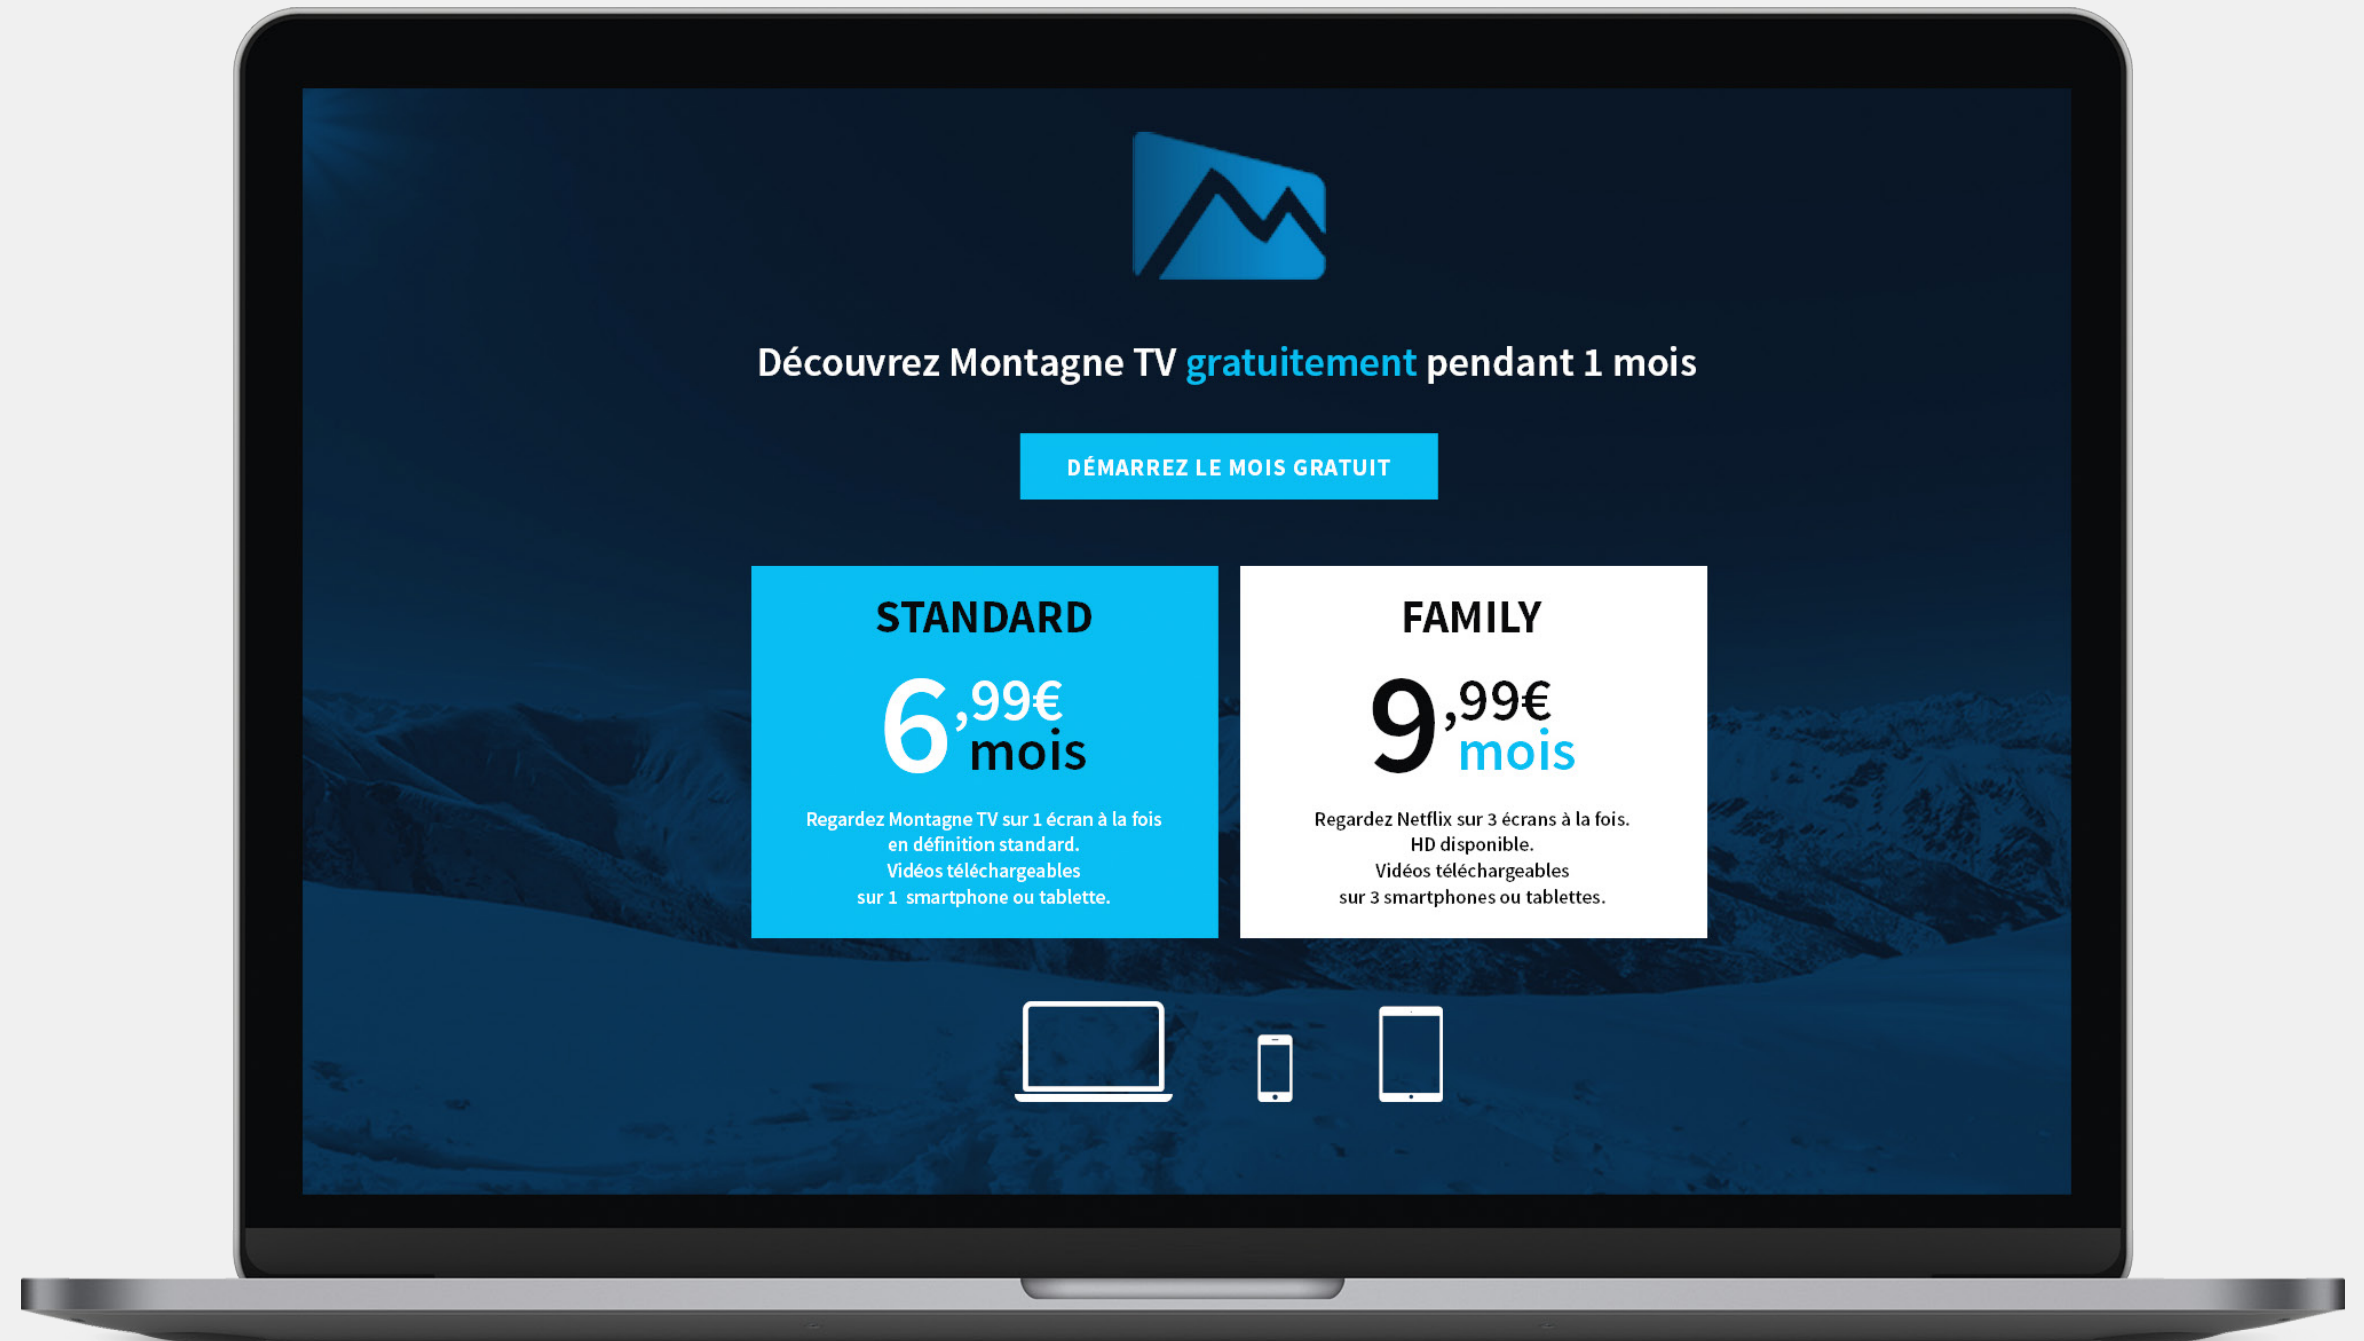 Découvrez Montagne TV gratuitement pendant 1 mois
DÉMARREZ LE MOIS GRATUIT
STANDARD
6,99€
mois
Regardez Montagne TV sur 1 écran à la fois
en définition standard.
Vidéos téléchargeables
sur 1 smartphone ou tablette.
FAMILY
9,99€
mois
Regardez Netflix sur 3 écrans à la fois.
HD disponible.
Vidéos téléchargeables
sur 3 smartphones ou tablettes.